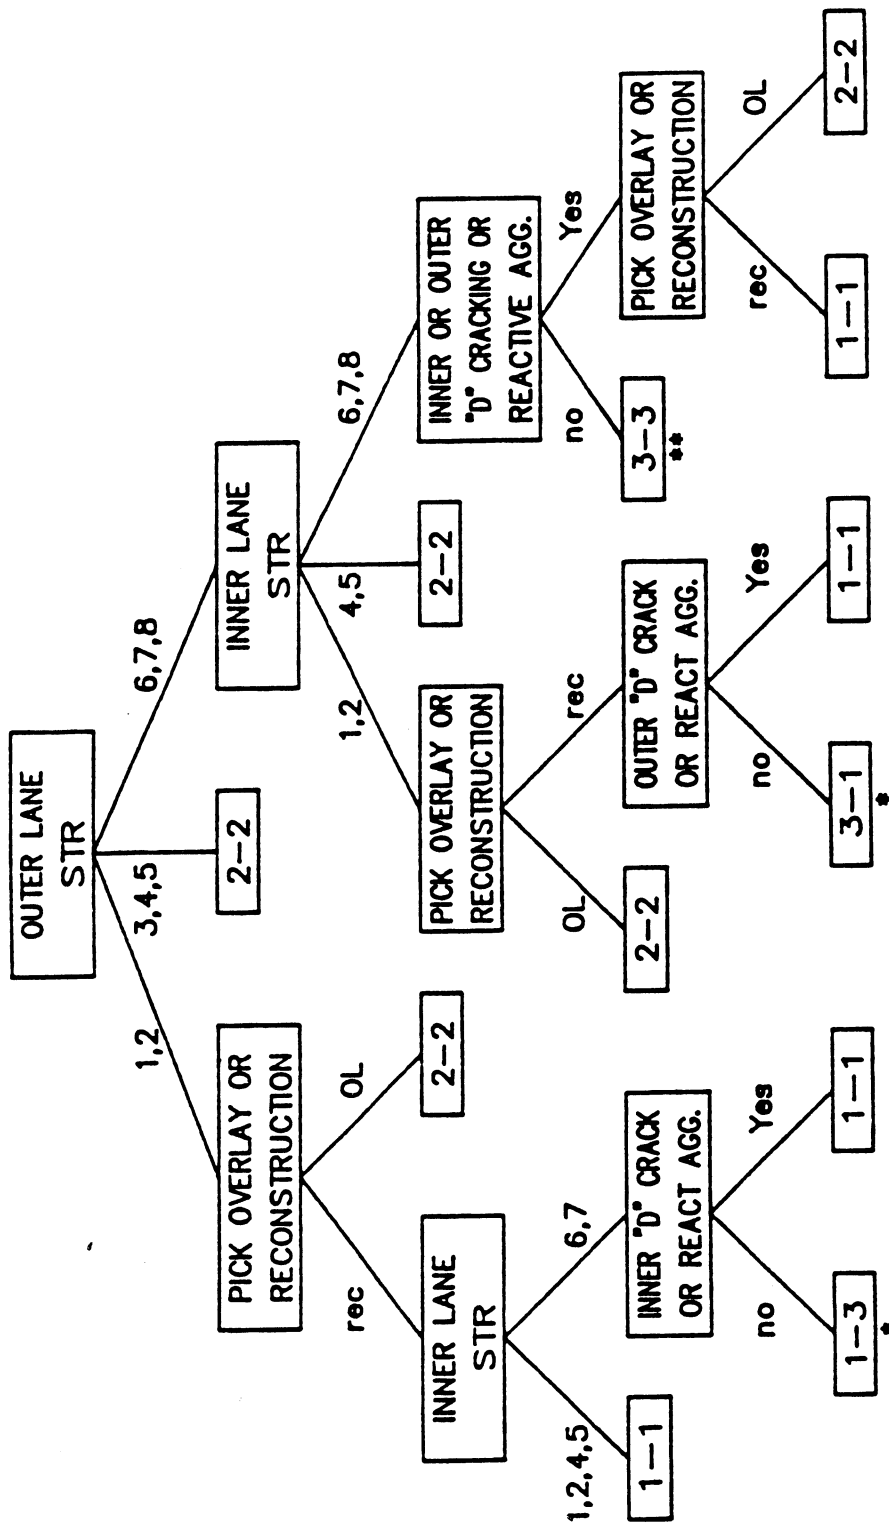 OUTER LANE
STR
1,2
3,4,5
6,7,8
PICK OVERLAY OR
RECONSTRUCTION
2-2
INNER LANE
STR
rec
OL
1,2
4,5
6,7,8
INNER LANE
STR
2-2
PICK OVERLAY OR
RECONSTRUCTION
2-2
INNER OR OUTER
"D" CRACKING OR
REACTIVE AGG.
1,2,4,5
6,7
OL
rec
no
Yes
1-1
INNER "D" CRACK
OR REACT AGG.
2-2
OUTER "D" CRACK
OR REACT AGG.
3-3
**
PICK OVERLAY OR
RECONSTRUCTION
no
Yes
no
Yes
rec
OL
1-3
*
1-1
3-1
*
1-1
1-1
2-2